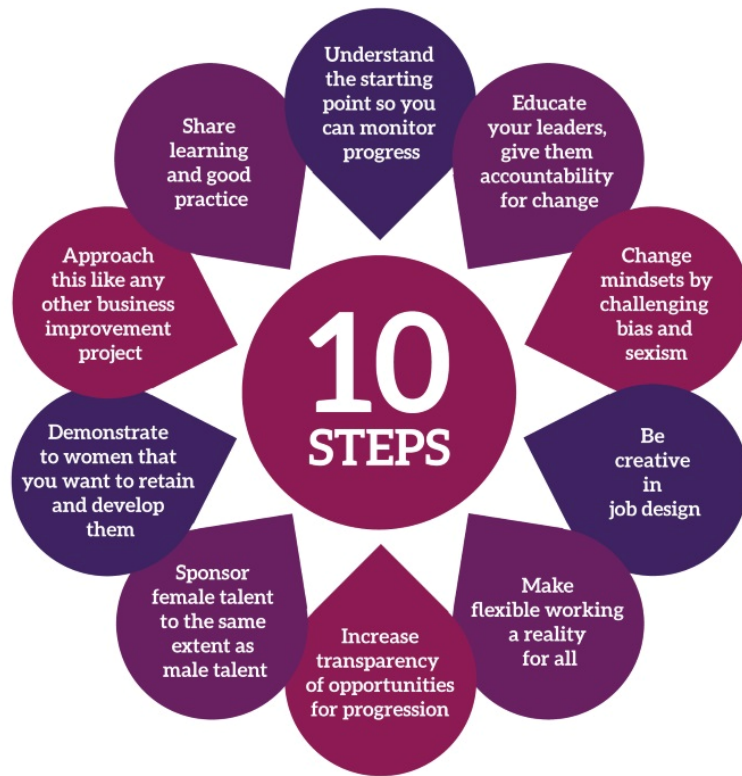 Understand
the starting
point so you
can monitor
progress
Educate
your leaders,
give them
accountability
for change
Change
mindsets by
challenging
bias and
sexism
Be
creative
in
job design
Make
flexible working
a reality
for all
Increase
transparency
of opportunities
for progression
Sponsor
female talent
to the same
extent as
male talent
Demonstrate
to women that
you want to retain
and develop
them
Approach
this like any
other business
improvement
project
Share
learning
and good
practice
10
STEPS